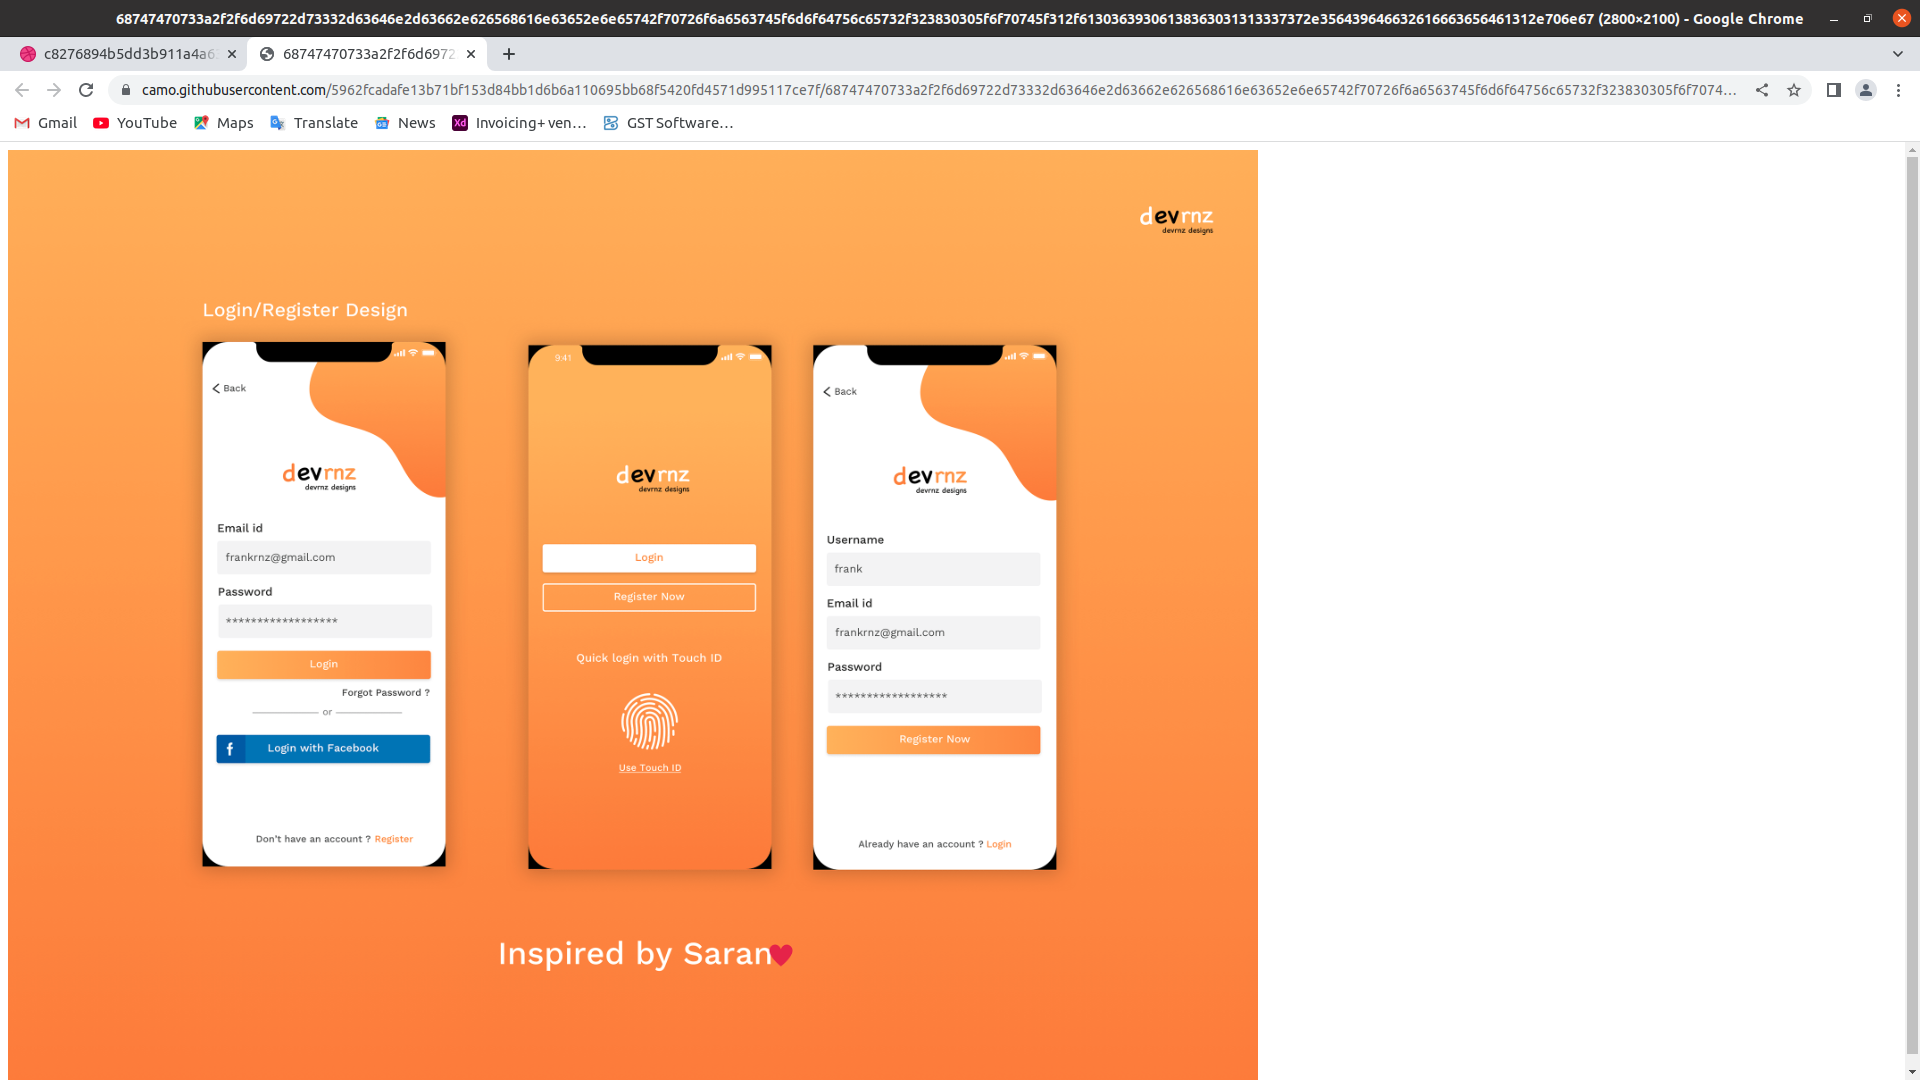 68747470733a2f2f6d69722d73332d63646e2d63662e626568616e63652e6e65742f70726f6a6563745f6d6f64756c65732f323830305f6f70745f312f61303639306138363031313337372e35643964663261666365646131​2e706e67 (2800×2100) - Google Chrome
c8276894b5dd3b911a4a6
68747470733a2f2f6d6972
camo.githubusercontent.com/5962fcadafe13b71bf153d84bb1d6b6a110695bb68f5420fd4571d995117ce7f/68747470733a2f2f6d69722d73332d63646e2d63662e626568616e63652e6e65742f70726f6a6563745f6d6f64756c65732f323830305f6f7074...
Gmail YouTube Maps Translate News Xd Invoicing+ ven... GST Software...
devrnz
devrnz designs
Login/Register Design
Back
devrnz
devrnz designs
Email id
frankrnz@gmail.com
Password
******************
Login
Forgot Password ?
or
f Login with Facebook
Don't have an account ? Register
9:41
devrnz
devrnz designs
Login
Register Now
Quick login with Touch ID
Use Touch ID
Back
devrnz
devrnz designs
Username
frank
Email id
frankrnz@gmail.com
Password
******************
Register Now
Already have an account ? Login
Inspired by Saran